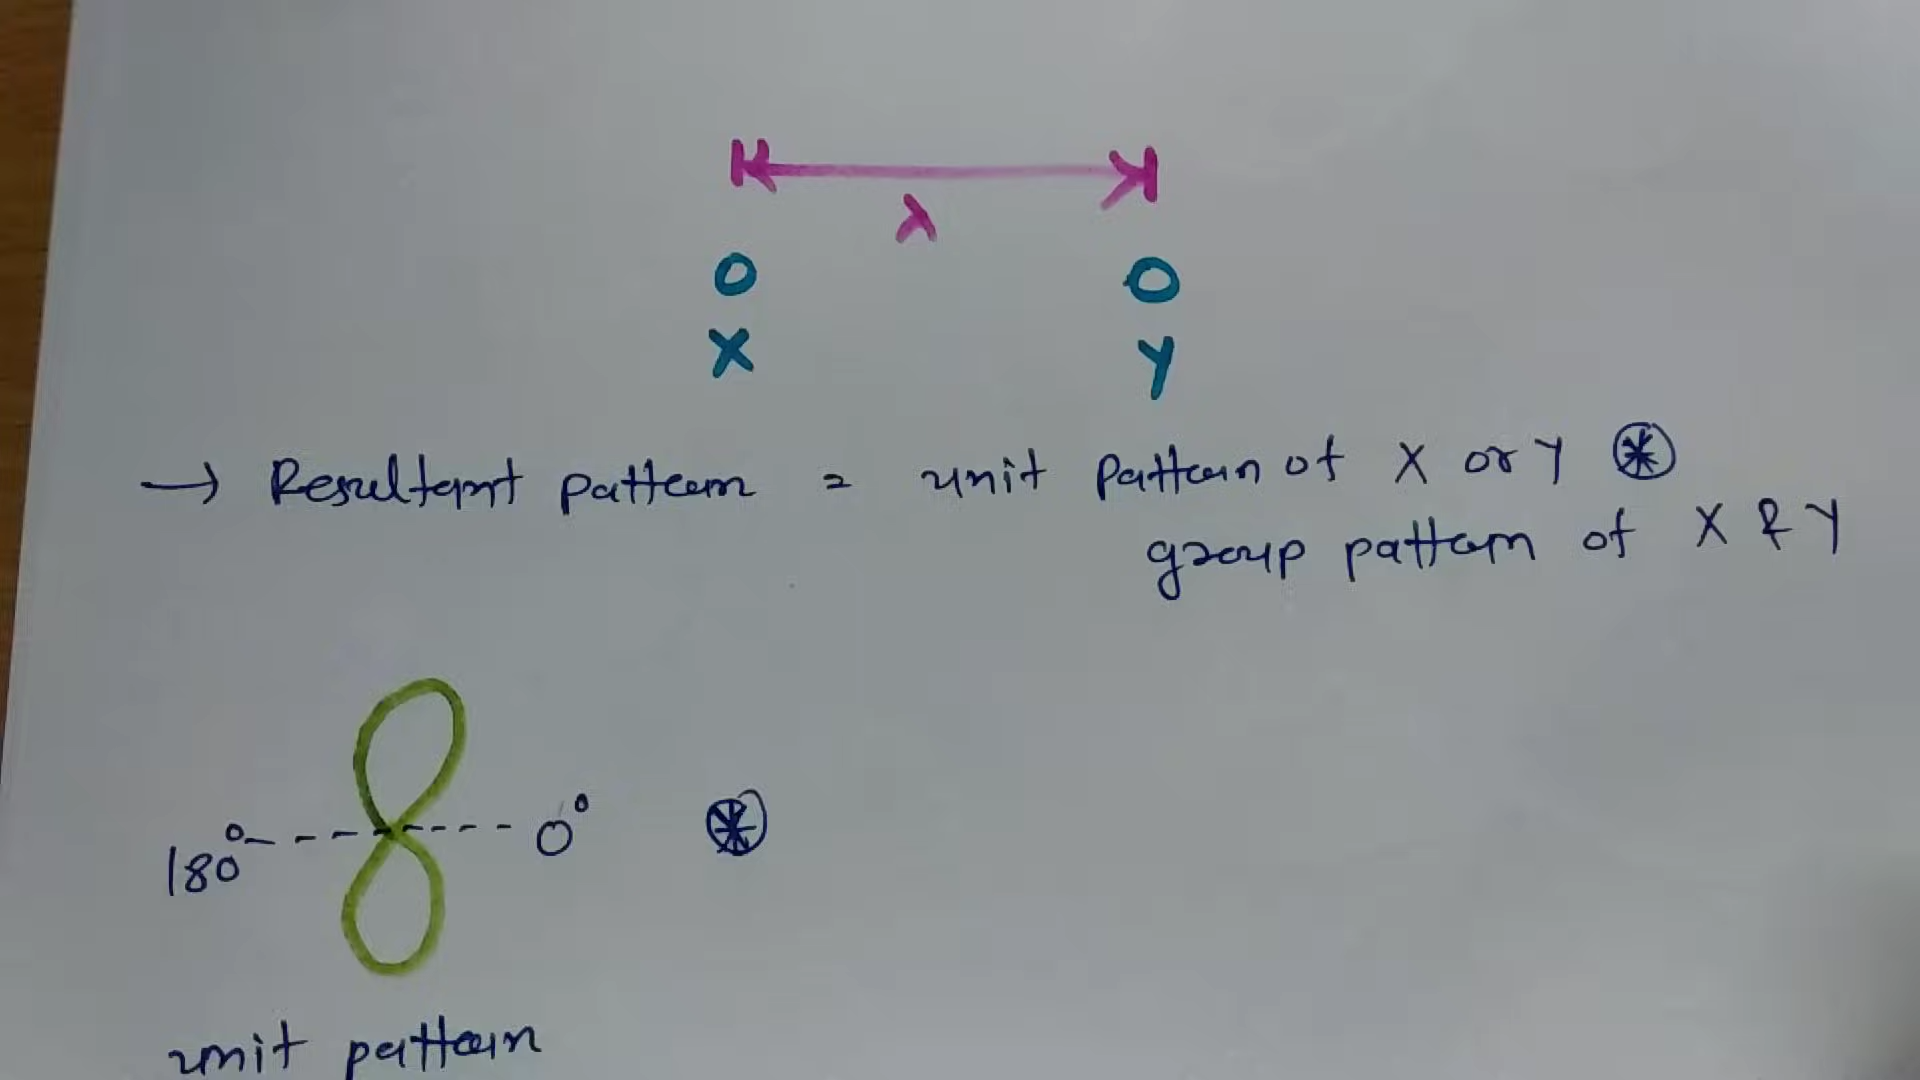 λ
O O
X Y
→ Resultant pattern = unit pattern of X or Y ⊛
group pattern of X & Y
180° 0° ⊛
unit pattern